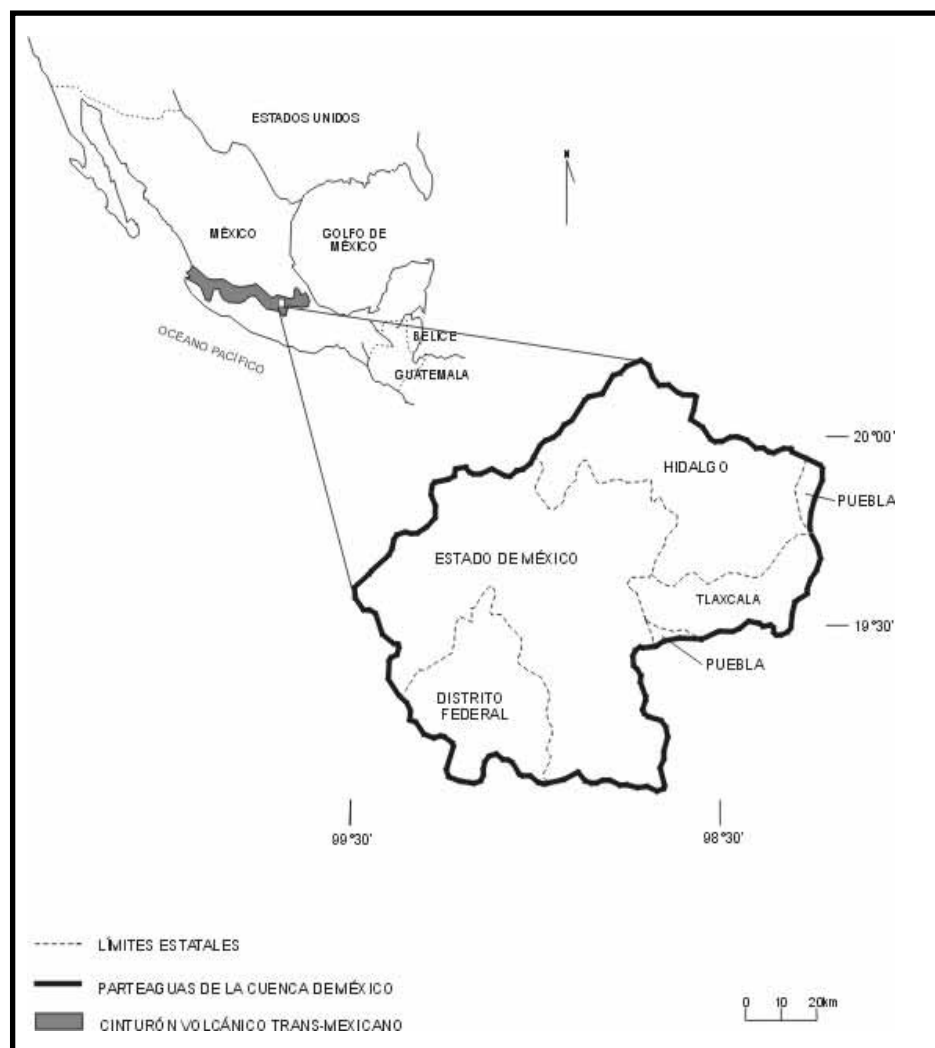 ESTADOS UNIDOS
N
MÉXICO
GOLFO DE
MÉXICO
OCEANO PACÍFICO
BELICE
GUATEMALA
20°00'
HIDALGO
PUEBLA
ESTADO DE MÉXICO
TLAXCALA
19°30'
PUEBLA
DISTRITO
FEDERAL
99°30'
98°30'
LÍMITES ESTATALES
PARTEAGUAS DE LA CUENCA DE MÉXICO
0 10 20km
CINTURÓN VOLCÁNICO TRANS-MEXICANO